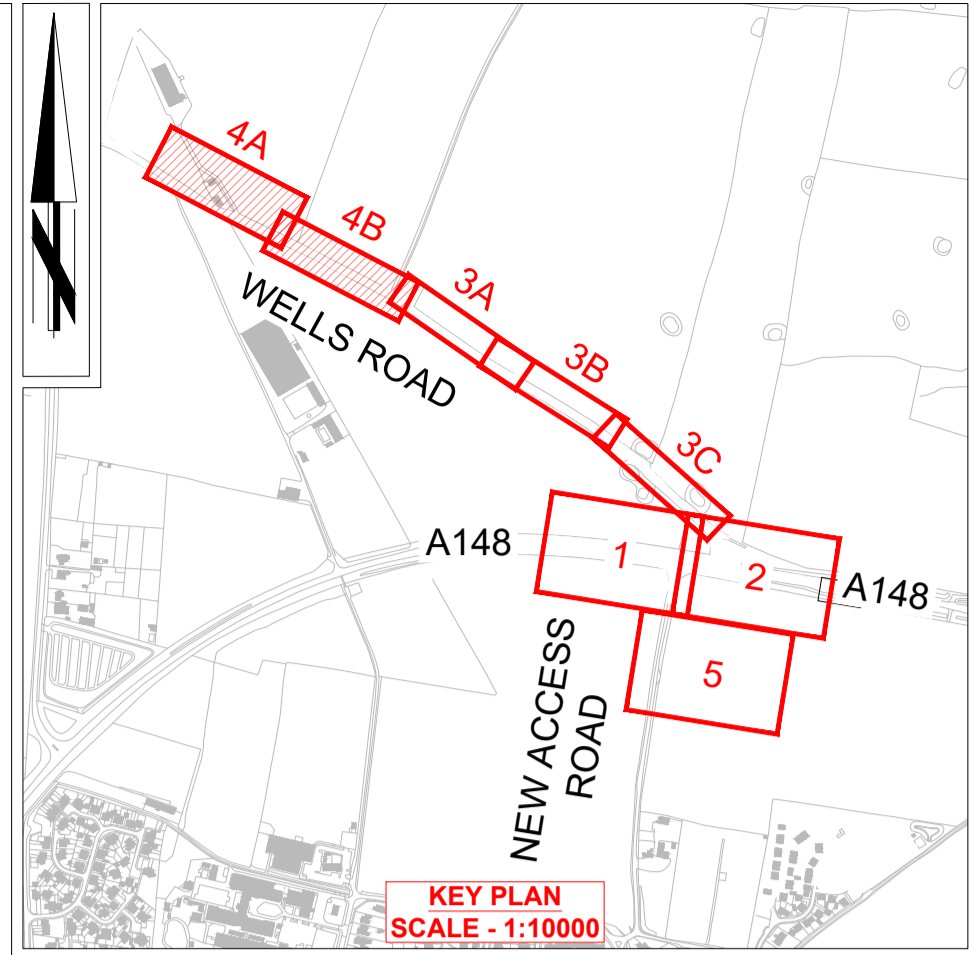 4A
4B
3A
WELLS ROAD
3B
3C
A148
1
2
A148
5
NEW ACCESS
ROAD
KEY PLAN
SCALE - 1:10000
N